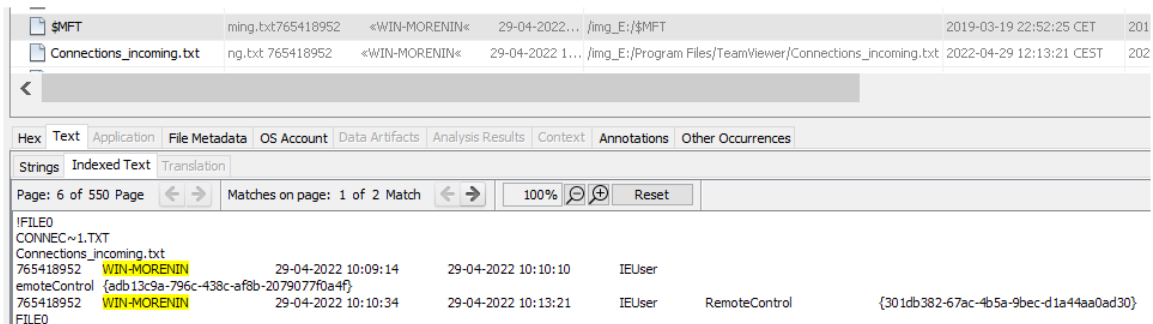 $MFT ming.txt765418952 «WIN-MORENIN« 29-04-2022... /img_E:/$MFT 2019-03-19 22:52:25 CET 201
Connections_incoming.txt ng.txt 765418952 «WIN-MORENIN« 29-04-2022 1... /img_E:/Program Files/TeamViewer/Connections_incoming.txt 2022-04-29 12:13:21 CEST 202
Hex Text Application File Metadata OS Account Data Artifacts Analysis Results Context Annotations Other Occurrences
Strings Indexed Text Translation
Page: 6 of 550 Page Matches on page: 1 of 2 Match 100% Reset
!FILE0
CONNEC~1.TXT
Connections_incoming.txt
765418952 WIN-MORENIN 29-04-2022 10:09:14 29-04-2022 10:10:10 IEUser
emoteControl {adb13c9a-796c-438c-af8b-2079077f0a4f}
765418952 WIN-MORENIN 29-04-2022 10:10:34 29-04-2022 10:13:21 IEUser RemoteControl {301db382-67ac-4b5a-9bec-d1a44aa0ad30}
FILE0